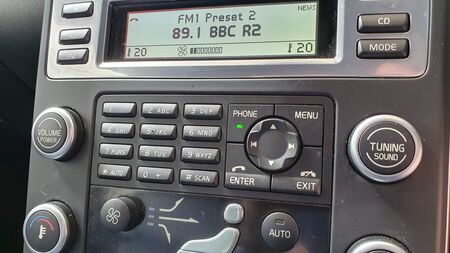 FM1 Preset 2
NEWS
89.1 BBC R2
20
20
CD
MODE
VOLUME
POWER
1
2 ABC
3 DEF
4 GHI
5 JKL
6 MNO
7 PQRS
8 TUV
9 WXYZ
* AUTO
0 +
# SCAN
PHONE
MENU
ENTER
EXIT
TUNING
SOUND
AUTO